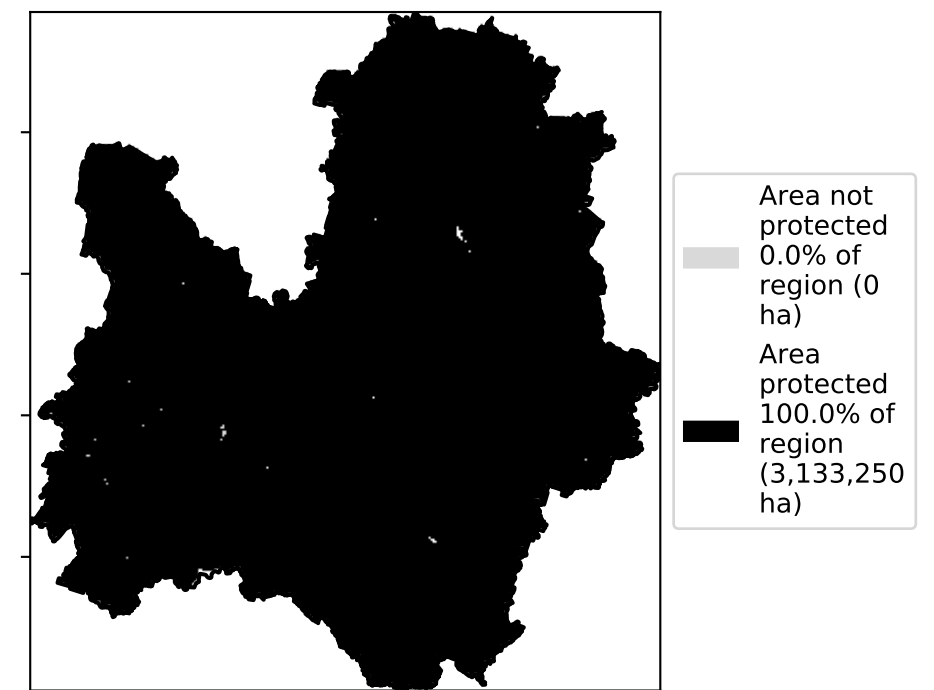 Area not
protected
0.0% of
region (0
ha)
Area
protected
100.0% of
region
(3,133,250
ha)